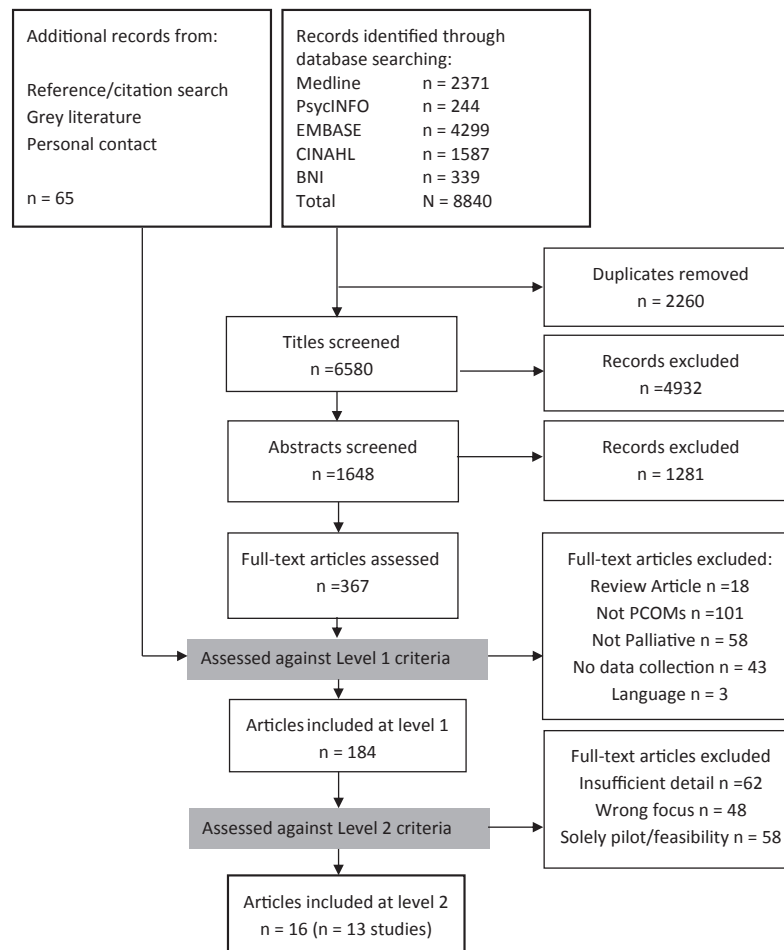 Additional records from:
Reference/citation search
Grey literature
Personal contact
n = 65
Records identified through
database searching:
Medline n = 2371
PsycINFO n = 244
EMBASE n = 4299
CINAHL n = 1587
BNI n = 339
Total N = 8840
Duplicates removed
n = 2260
Titles screened
n =6580
Records excluded
n =4932
Abstracts screened
n =1648
Records excluded
n =1281
Full-text articles assessed
n =367
Full-text articles excluded:
Review Article n =18
Not PCOMs n =101
Not Palliative n = 58
No data collection n = 43
Language n = 3
Assessed against Level 1 criteria
Articles included at level 1
n = 184
Full-text articles excluded
Insufficient detail n =62
Wrong focus n = 48
Solely pilot/feasibility n = 58
Assessed against Level 2 criteria
Articles included at level 2
n = 16 (n = 13 studies)